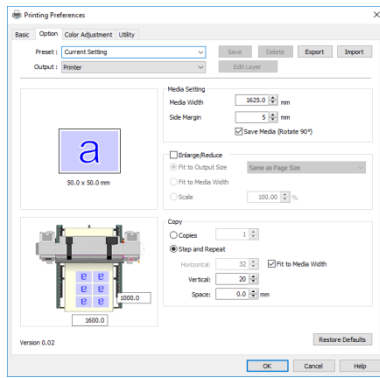 Printing Preferences
Basic Option Color Adjustment Utility
Preset : Current Setting Save Delete Export Import
Output : Printer Edit Layer
Media Setting
Media Width 1625.0 mm
Side Margin 5 mm
Save Media (Rotate 90°)
a
50.0 x 50.0 mm
Enlarge/Reduce
Fit to Output Size Same as Page Size
Fit to Media Width
Scale 100.00 %
Copy
Copies 1
Step and Repeat
Horizontal: 32 Fit to Media Width
Vertical: 20
Space: 0.0 mm
a a
a a
a a
1000.0
1600.0
Version 0.02
Restore Defaults
OK Cancel Help